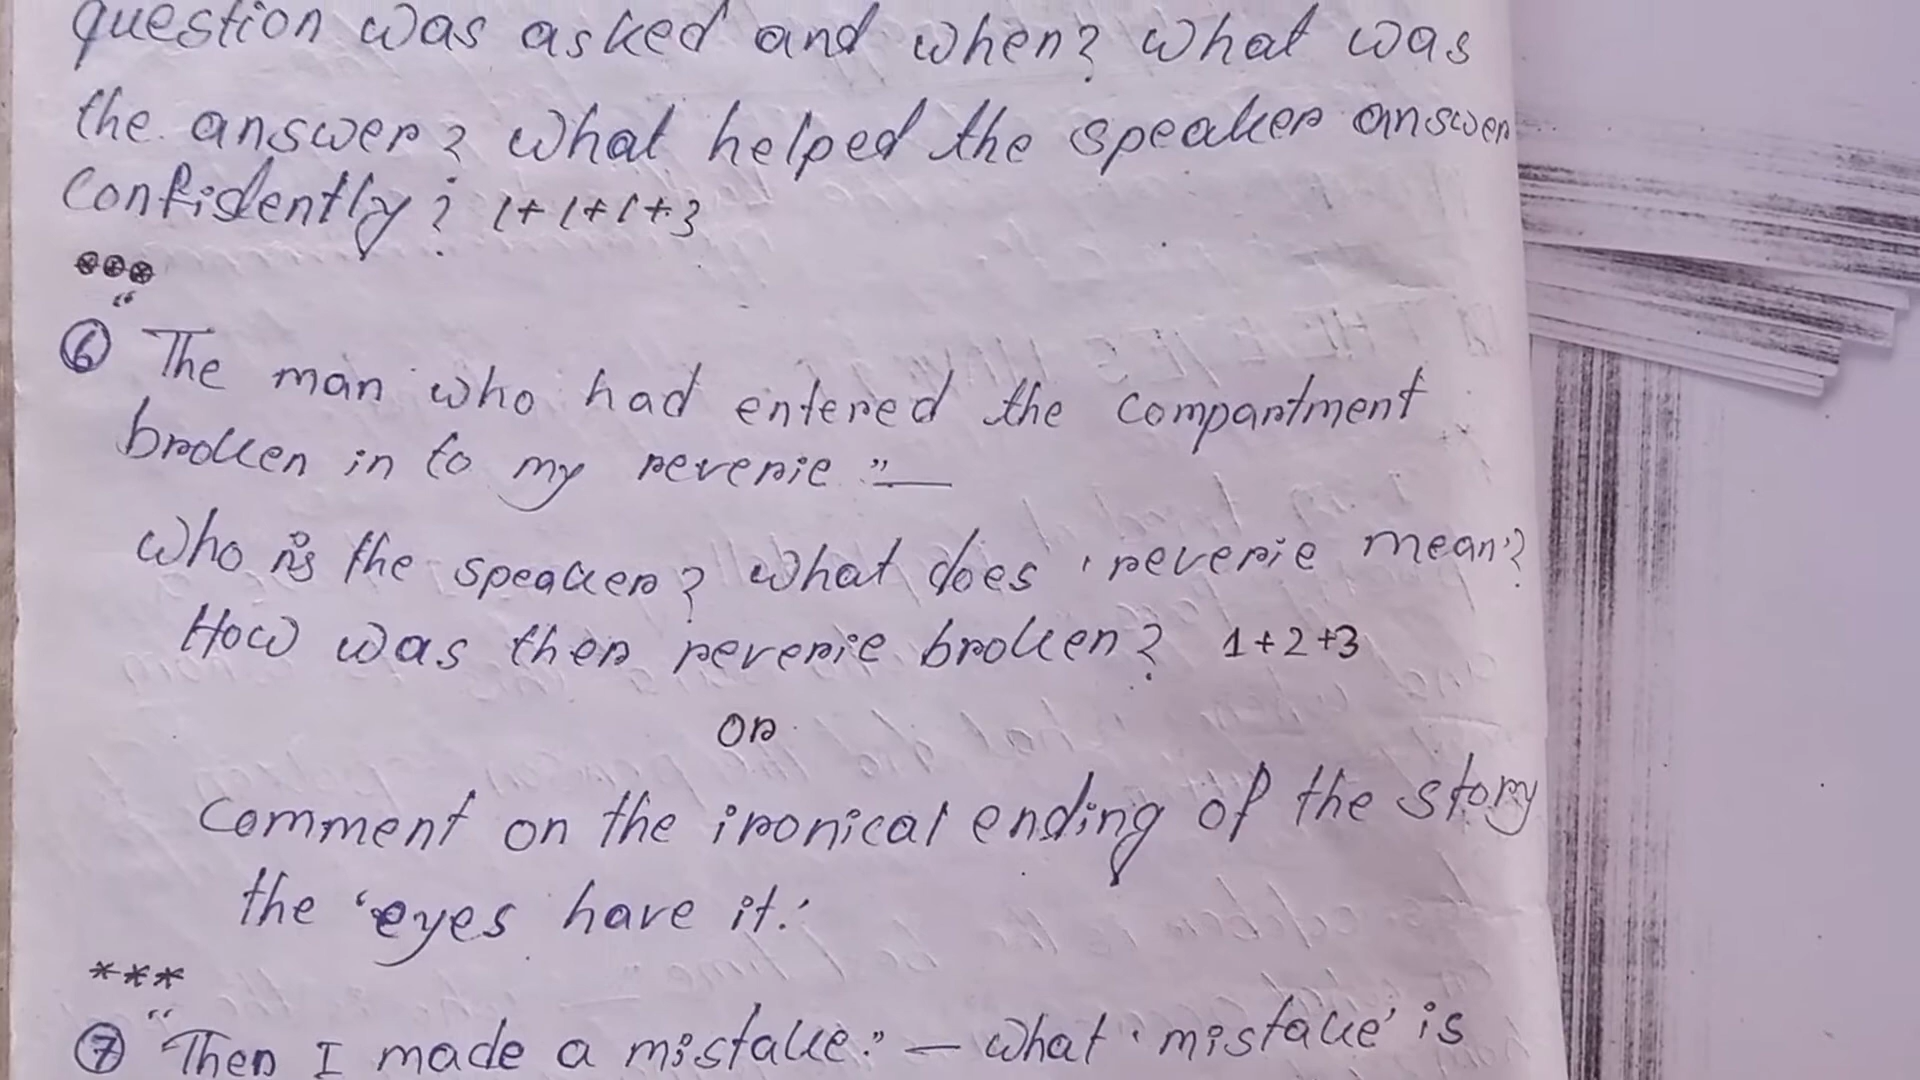 question was asked and when? What was
the answer? What helped the speaker answer
Confidently? 1+1+1+3
“
⑥ The man who had entered the compartment
broken in to my reverie”—
Who is the speaker? What does 'reverie mean'?
How was ther reverie broken? 1+2+3
OR
Comment on the ironical ending of the story
the 'eyes have it.'
***
⑦ “Then I made a mistake.” — What 'mistake' is